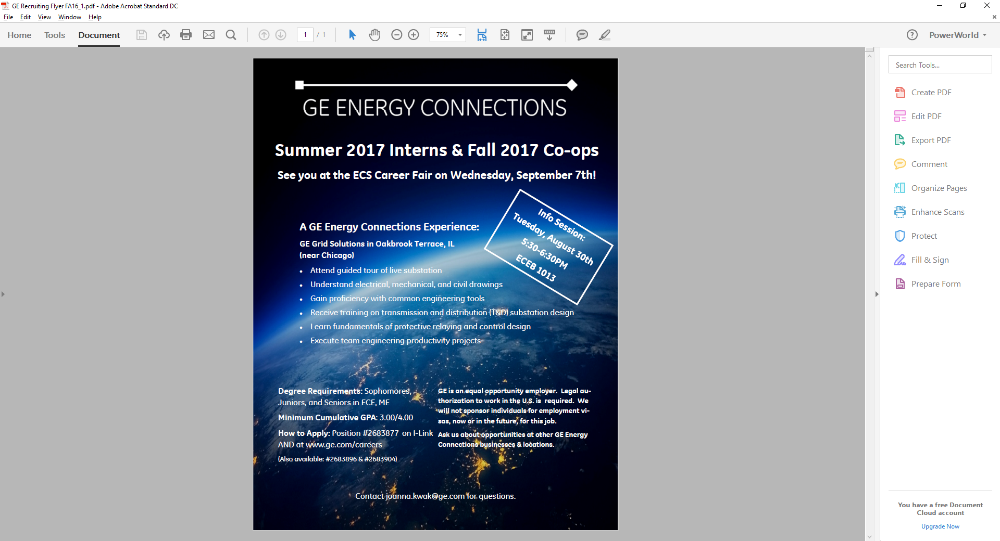 GE Recruiting Flyer FA16_1.pdf - Adobe Acrobat Standard DC
File Edit View Window Help
Home Tools Document 1 / 1 75% PowerWorld
GE ENERGY CONNECTIONS
Summer 2017 Interns & Fall 2017 Co-ops
See you at the ECS Career Fair on Wednesday, September 7th!
Info Session:
Tuesday, August 30th
5:30-6:30PM
ECEB 1013
A GE Energy Connections Experience:
GE Grid Solutions in Oakbrook Terrace, IL
(near Chicago)
• Attend guided tour of live substation
• Understand electrical, mechanical, and civil drawings
• Gain proficiency with common engineering tools
• Receive training on transmission and distribution (T&D) substation design
• Learn fundamentals of protective relaying and control design
• Execute team engineering productivity projects
Degree Requirements: Sophomores,
Juniors, and Seniors in ECE, ME
Minimum Cumulative GPA: 3.00/4.00
How to Apply: Position #2683877 on I-Link
AND at www.ge.com/careers
(Also available: #2683896 & #2683904)
GE is an equal opportunity employer. Legal au-
thorization to work in the U.S. is required. We
will not sponsor individuals for employment vi-
sas, now or in the future, for this job.
Ask us about opportunities at other GE Energy
Connections businesses & locations.
Contact joanna.kwak@ge.com for questions.
Search Tools...
Create PDF
Edit PDF
Export PDF
Comment
Organize Pages
Enhance Scans
Protect
Fill & Sign
Prepare Form
You have a free Document
Cloud account
Upgrade Now